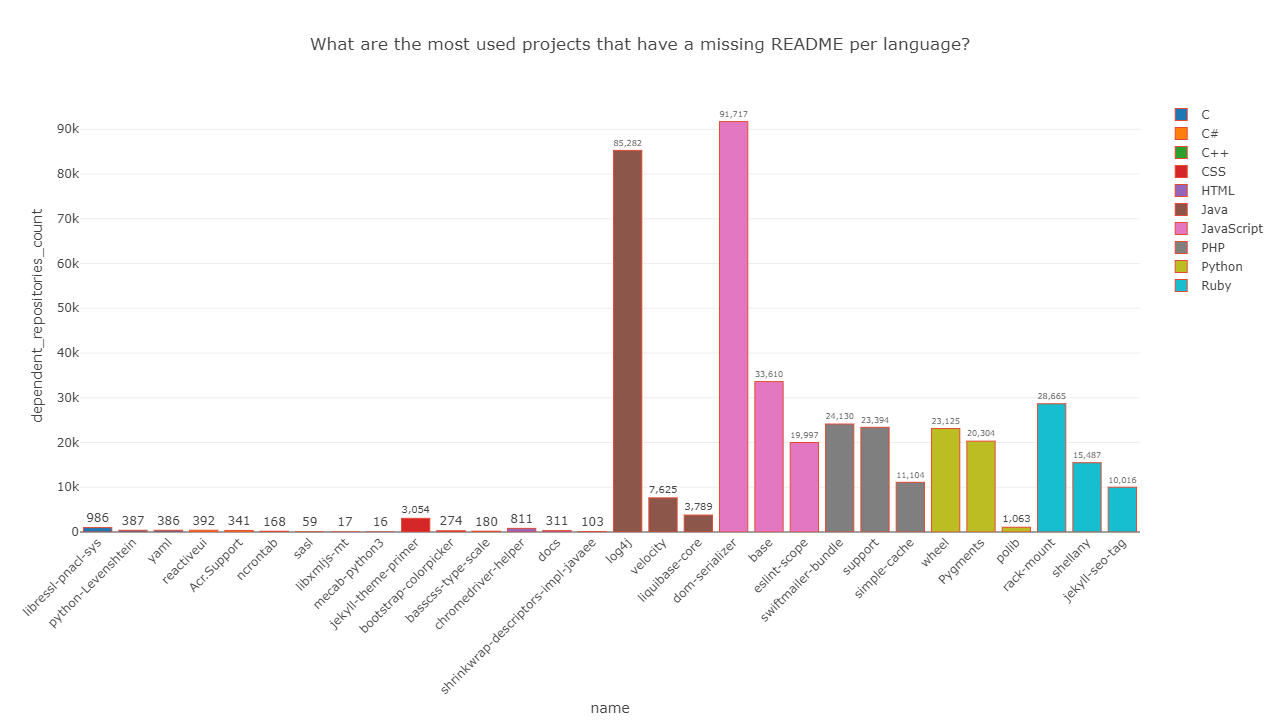 What are the most used projects that have a missing README per language?
dependent_repositories_count
90k
80k
70k
60k
50k
40k
30k
20k
10k
0
986
387
386
392
341
168
59
17
16
3,054
274
180
811
311
103
85,282
7,625
3,789
91,717
33,610
19,997
24,130
23,394
11,104
23,125
20,304
1,063
28,665
15,487
10,016
libressl-pnacl-sys
python-Levenshtein
yaml
reactiveui
Acr.Support
ncrontab
sasl
libxmljs-mt
mecab-python3
jekyll-theme-primer
bootstrap-colorpicker
basscss-type-scale
chromedriver-helper
docs
shrinkwrap-descriptors-impl-javaee
log4j
velocity
liquibase-core
dom-serializer
base
eslint-scope
swiftmailer-bundle
support
simple-cache
wheel
Pygments
polib
rack-mount
shellany
jekyll-seo-tag
name
C
C#
C++
CSS
HTML
Java
JavaScript
PHP
Python
Ruby